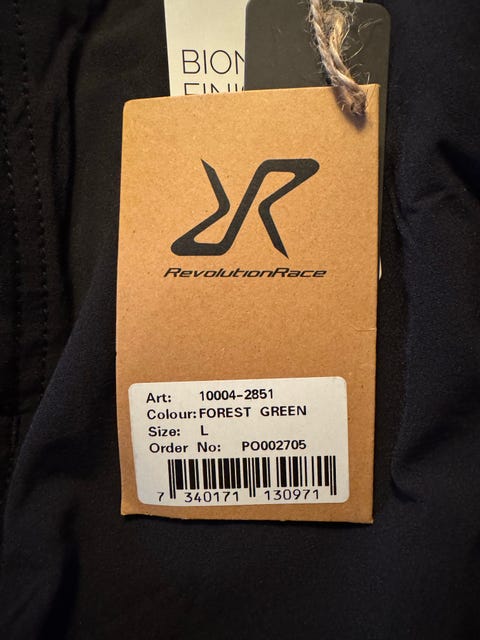 BION
FINI
RevolutionRace
Art: 10004-2851
Colour:FOREST GREEN
Size: L
Order No: PO002705
7 340171 130971